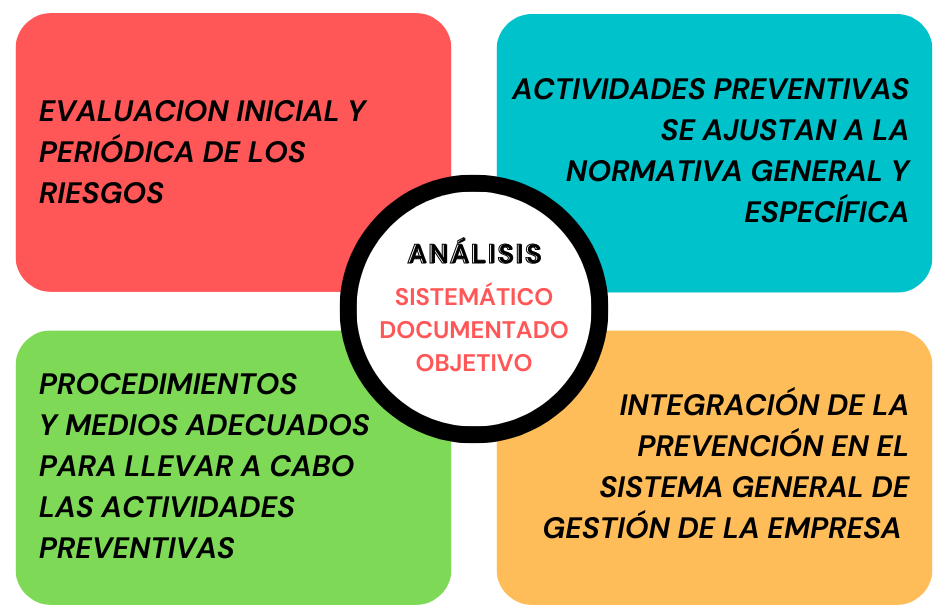 EVALUACION INICIAL Y
PERIÓDICA DE LOS
RIESGOS
ACTIVIDADES PREVENTIVAS
SE AJUSTAN A LA
NORMATIVA GENERAL Y
ESPECÍFICA
ANÁLISIS
SISTEMÁTICO
DOCUMENTADO
OBJETIVO
PROCEDIMIENTOS
Y MEDIOS ADECUADOS
PARA LLEVAR A CABO
LAS ACTIVIDADES
PREVENTIVAS
INTEGRACIÓN DE LA
PREVENCIÓN EN EL
SISTEMA GENERAL DE
GESTIÓN DE LA EMPRESA